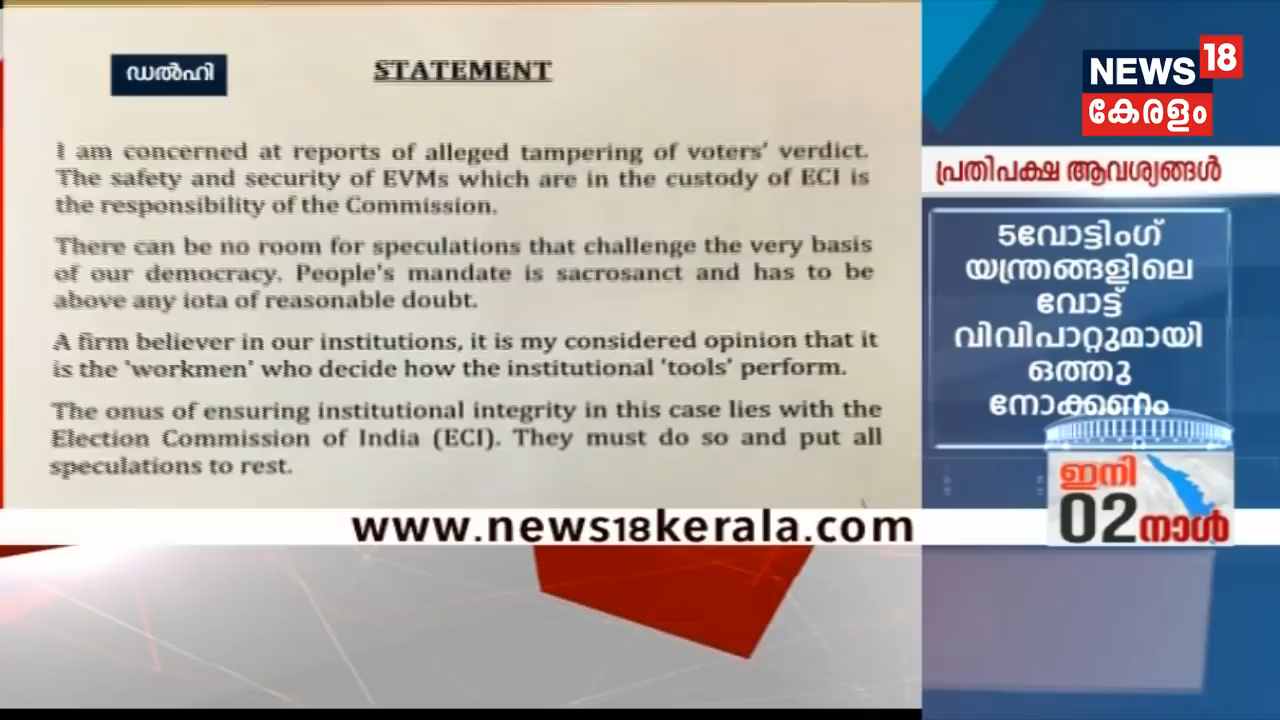 ഡൽഹി
STATEMENT
I am concerned at reports of alleged tampering of voters' verdict.
The safety and security of EVMs which are in the custody of ECI is
the responsibility of the Commission.
There can be no room for speculations that challenge the very basis
of our democracy. People's mandate is sacrosanct and has to be
above any iota of reasonable doubt.
A firm believer in our institutions, it is my considered opinion that it
is the 'workmen' who decide how the institutional 'tools' perform.
The onus of ensuring institutional integrity in this case lies with the
Election Commission of India (ECI). They must do so and put all
speculations to rest.
www.news18kerala.com
NEWS 18
കേരളം
പ്രതിപക്ഷ ആവശ്യങ്ങൾ
5വോട്ടിംഗ്
യന്ത്രങ്ങളിലെ
വോട്ട്
വിവിപാറ്റുമായി
ഒത്തു
നോക്കണം
ഇനി
02 നാൾ